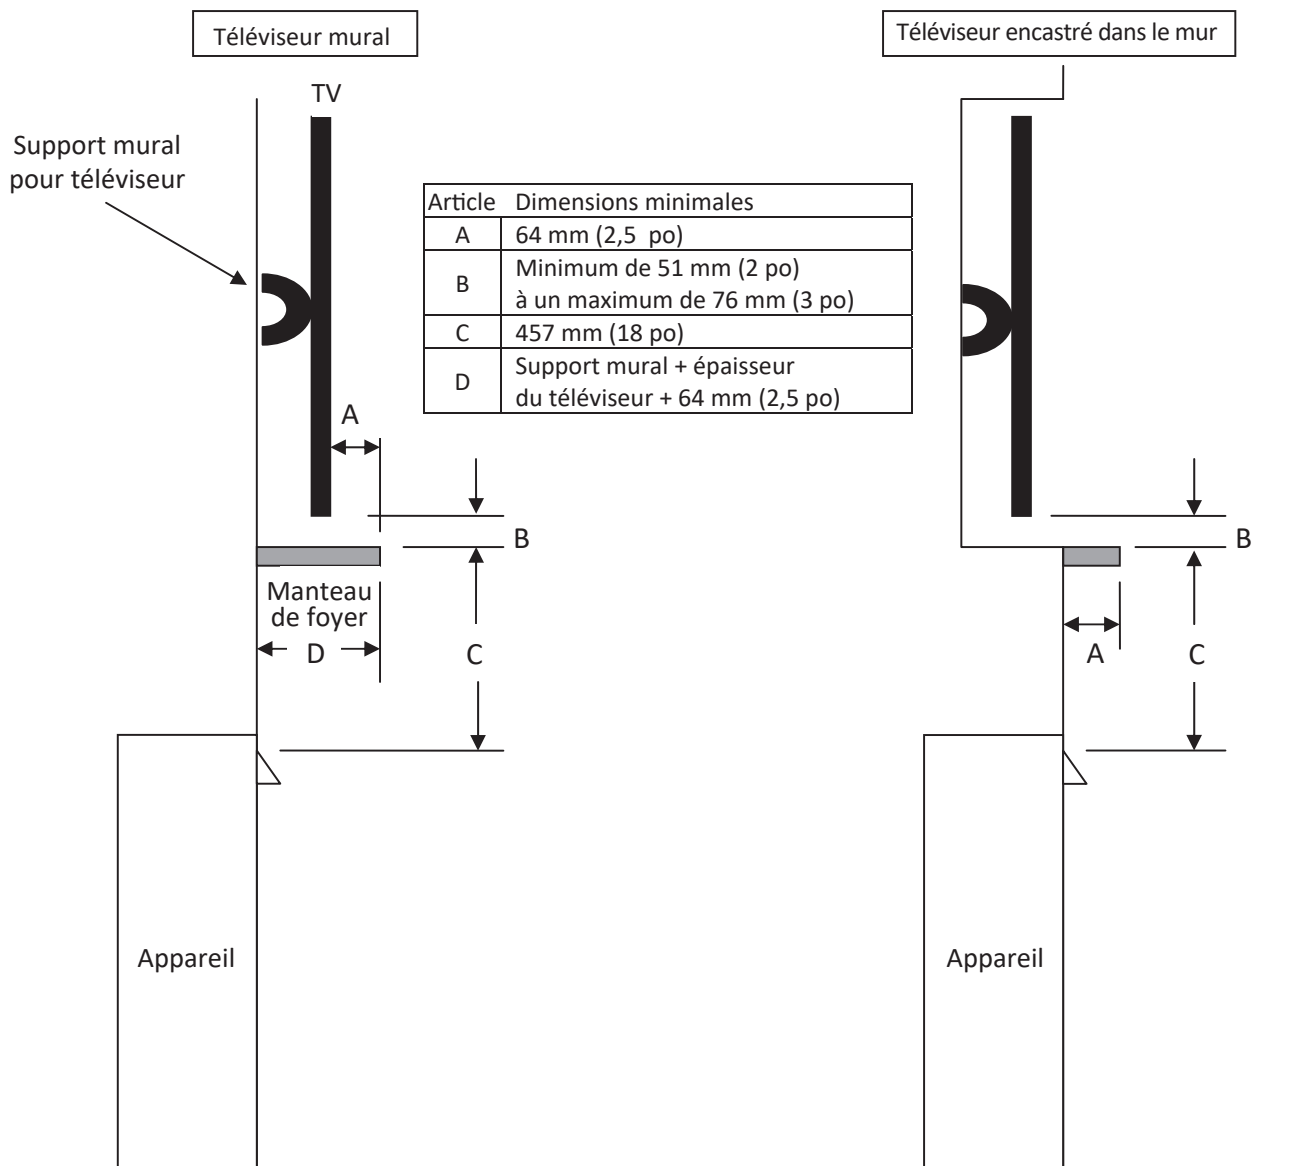 Téléviseur mural
Téléviseur encastré dans le mur
TV
Support mural
pour téléviseur
Article Dimensions minimales
A 64 mm (2,5 po)
B Minimum de 51 mm (2 po)
à un maximum de 76 mm (3 po)
C 457 mm (18 po)
D Support mural + épaisseur
du téléviseur + 64 mm (2,5 po)
A
B
Manteau
de foyer
D
C
B
A
C
Appareil
Appareil